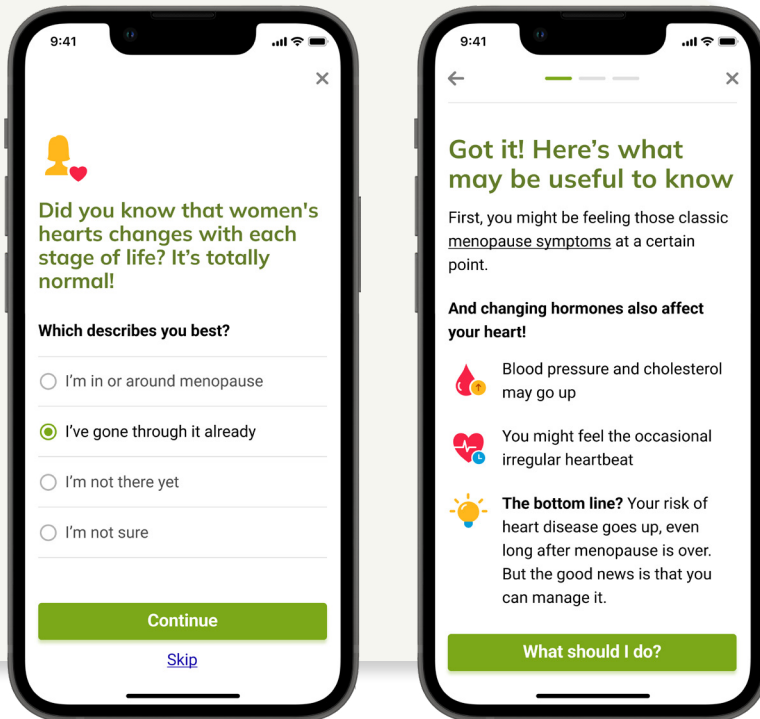 9:41
Did you know that women's
hearts changes with each
stage of life? It's totally
normal!
Which describes you best?
I'm in or around menopause
I've gone through it already
I'm not there yet
I'm not sure
Continue
Skip
9:41
Got it! Here's what
may be useful to know
First, you might be feeling those classic
menopause symptoms at a certain
point.
And changing hormones also affect
your heart!
Blood pressure and cholesterol
may go up
You might feel the occasional
irregular heartbeat
The bottom line? Your risk of
heart disease goes up, even
long after menopause is over.
But the good news is that you
can manage it.
What should I do?